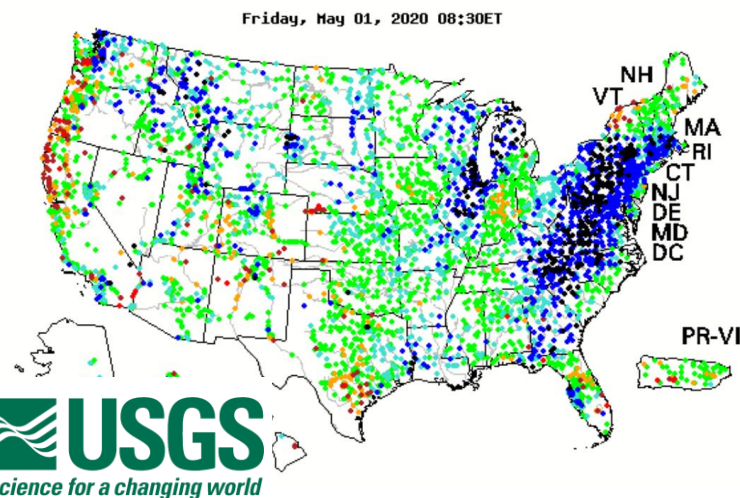 Friday, May 01, 2020 08:30ET
NH
VT
MA
RI
CT
NJ
DE
MD
DC
PR-VI
USGS
science for a changing world